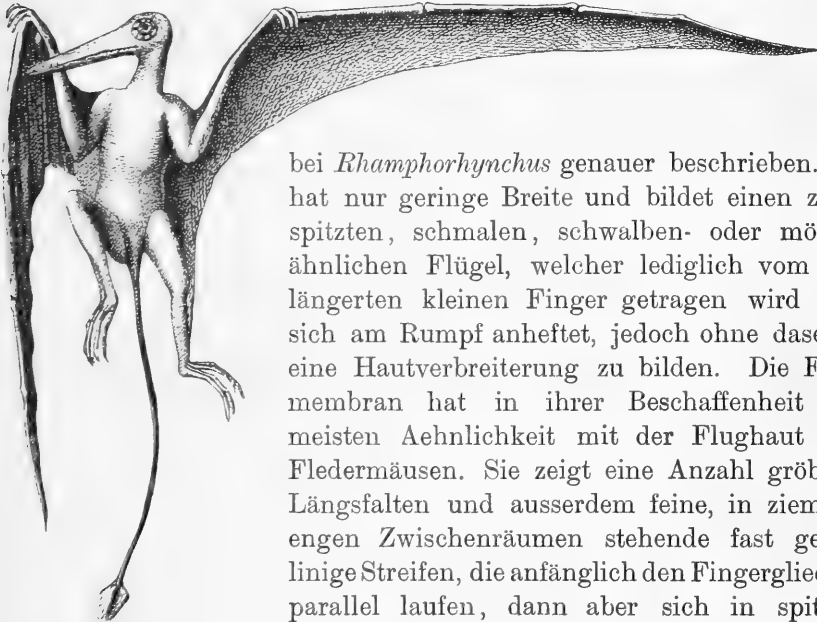 bei Rhamphorhynchus genauer beschrieben.
hat nur geringe Breite und bildet einen z
spitzten, schmalen, schwalben- oder mö
ähnlichen Flügel, welcher lediglich vom
längerten kleinen Finger getragen wird
sich am Rumpf anheftet, jedoch ohne dase
eine Hautverbreiterung zu bilden. Die F
membran hat in ihrer Beschaffenheit
meisten Aehnlichkeit mit der Flughaut
Fledermäusen. Sie zeigt eine Anzahl gröb
Längsfalten und ausserdem feine, in ziem
engen Zwischenräumen stehende fast ge
linige Streifen, die anfänglich den Fingerglie
parallel laufen, dann aber sich in spit